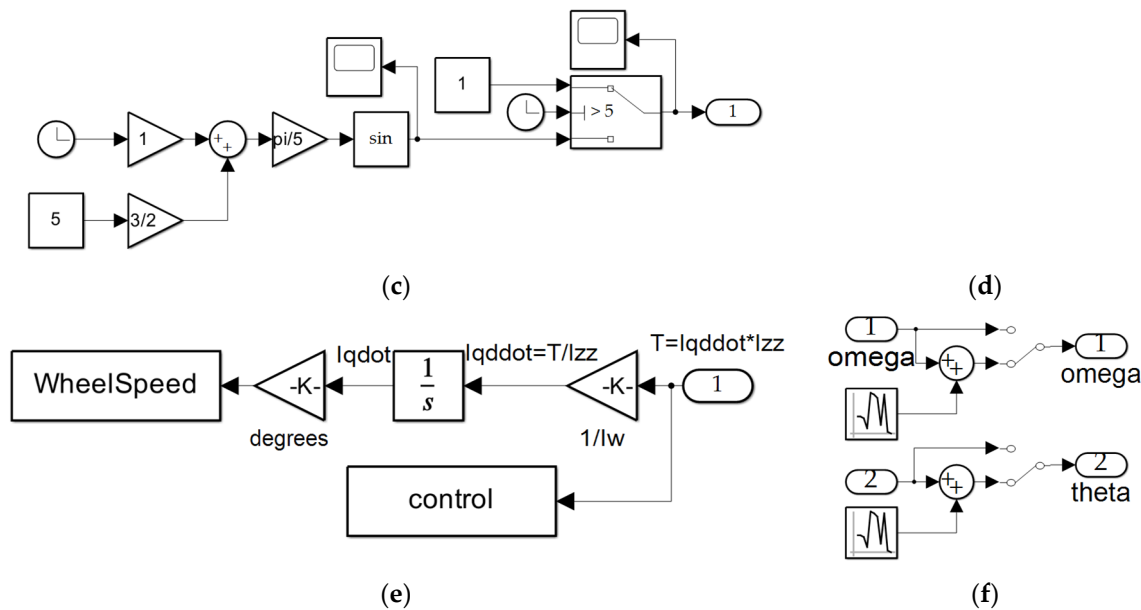 1
> 5
1
1
+
+
pi/5
sin
5
3/2
(c)
(d)
Iqdot
Iqddot=T/Izz
T=Iqddot*Izz
WheelSpeed
-K-
1
s
-K-
1
degrees
1/Iw
control
1
omega
+
+
1
omega
2
+
+
2
theta
(e)
(f)